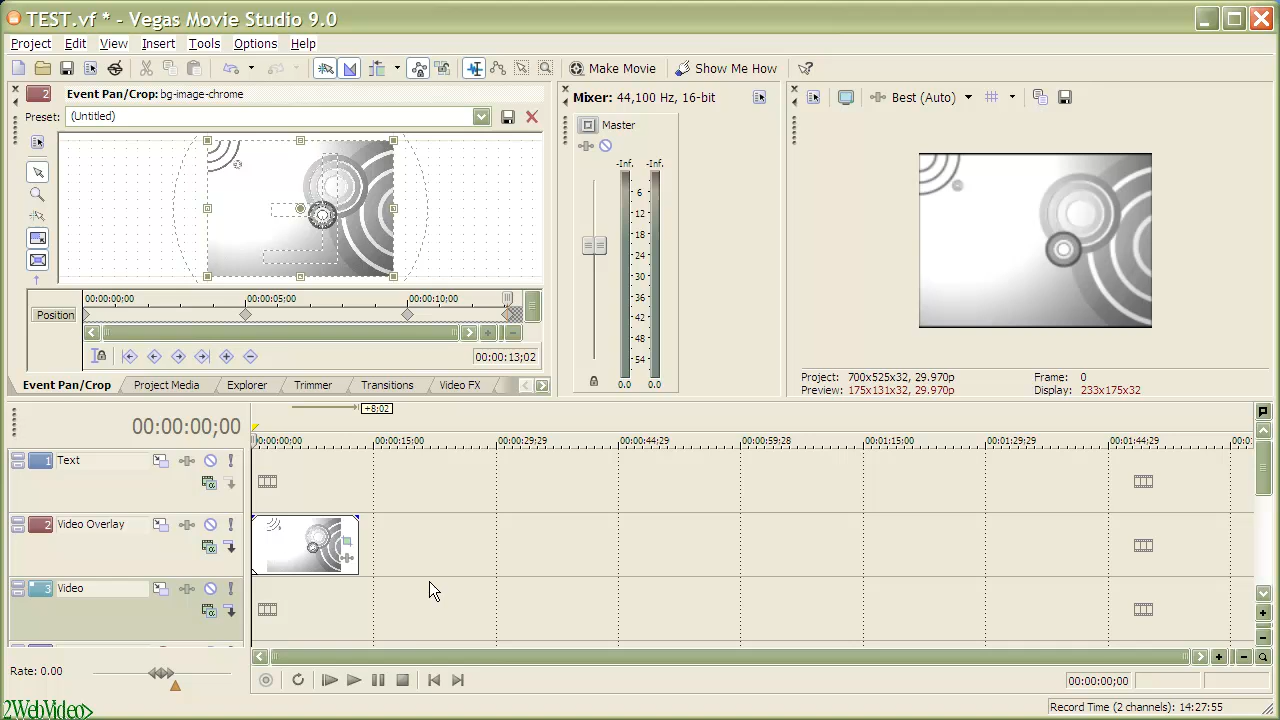 TEST.vf * - Vegas Movie Studio 9.0
Project Edit View Insert Tools Options Help
Make Movie Show Me How
2 Event Pan/Crop: bg-image-chrome
Preset: (Untitled)
00:00:00;00 00:00:05;00 00:00:10;00
Position
00:00:13;02
Event Pan/Crop Project Media Explorer Trimmer Transitions Video FX
Mixer: 44,100 Hz, 16-bit
Master
-Inf. -Inf.
6
12
18
24
30
36
42
48
54
0.0 0.0
Best (Auto)
Project: 700x525x32, 29.970p Frame: 0
Preview: 175x131x32, 29.970p Display: 233x175x32
+8:02
00:00:00;00
00:00:00;00 00:00:15;00 00:00:29;29 00:00:44;29 00:00:59;28 00:01:15;00 00:01:29;29 00:01:44;29 00:0
1 Text
2 Video Overlay
3 Video
Rate: 0.00
00:00:00;00
2WebVideo>
Record Time (2 channels): 14:27:55